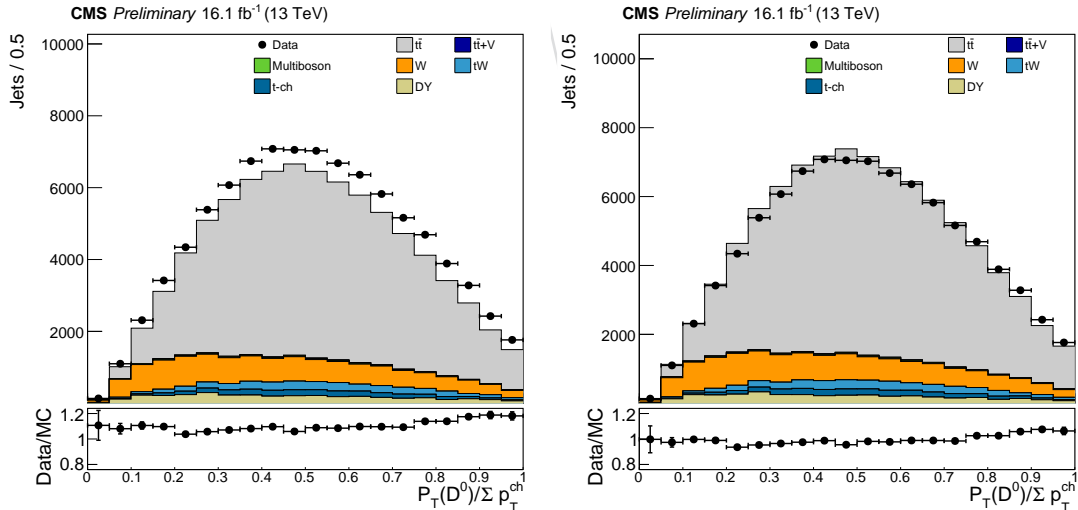 CMS Preliminary 16.1 fb⁻¹ (13 TeV)
Jets / 0.5
10000
8000
6000
4000
2000
Data
Multiboson
t-ch
tt̄
W
DY
tt̄+V
tW
Data/MC
1.2
1
0.8
0 0.1 0.2 0.3 0.4 0.5 0.6 0.7 0.8 0.9 1
P_T(D⁰)/Σ p_T^ch
CMS Preliminary 16.1 fb⁻¹ (13 TeV)
Jets / 0.5
10000
8000
6000
4000
2000
Data
Multiboson
t-ch
tt̄
W
DY
tt̄+V
tW
Data/MC
1.2
1
0.8
0 0.1 0.2 0.3 0.4 0.5 0.6 0.7 0.8 0.9 1
P_T(D⁰)/Σ p_T^ch